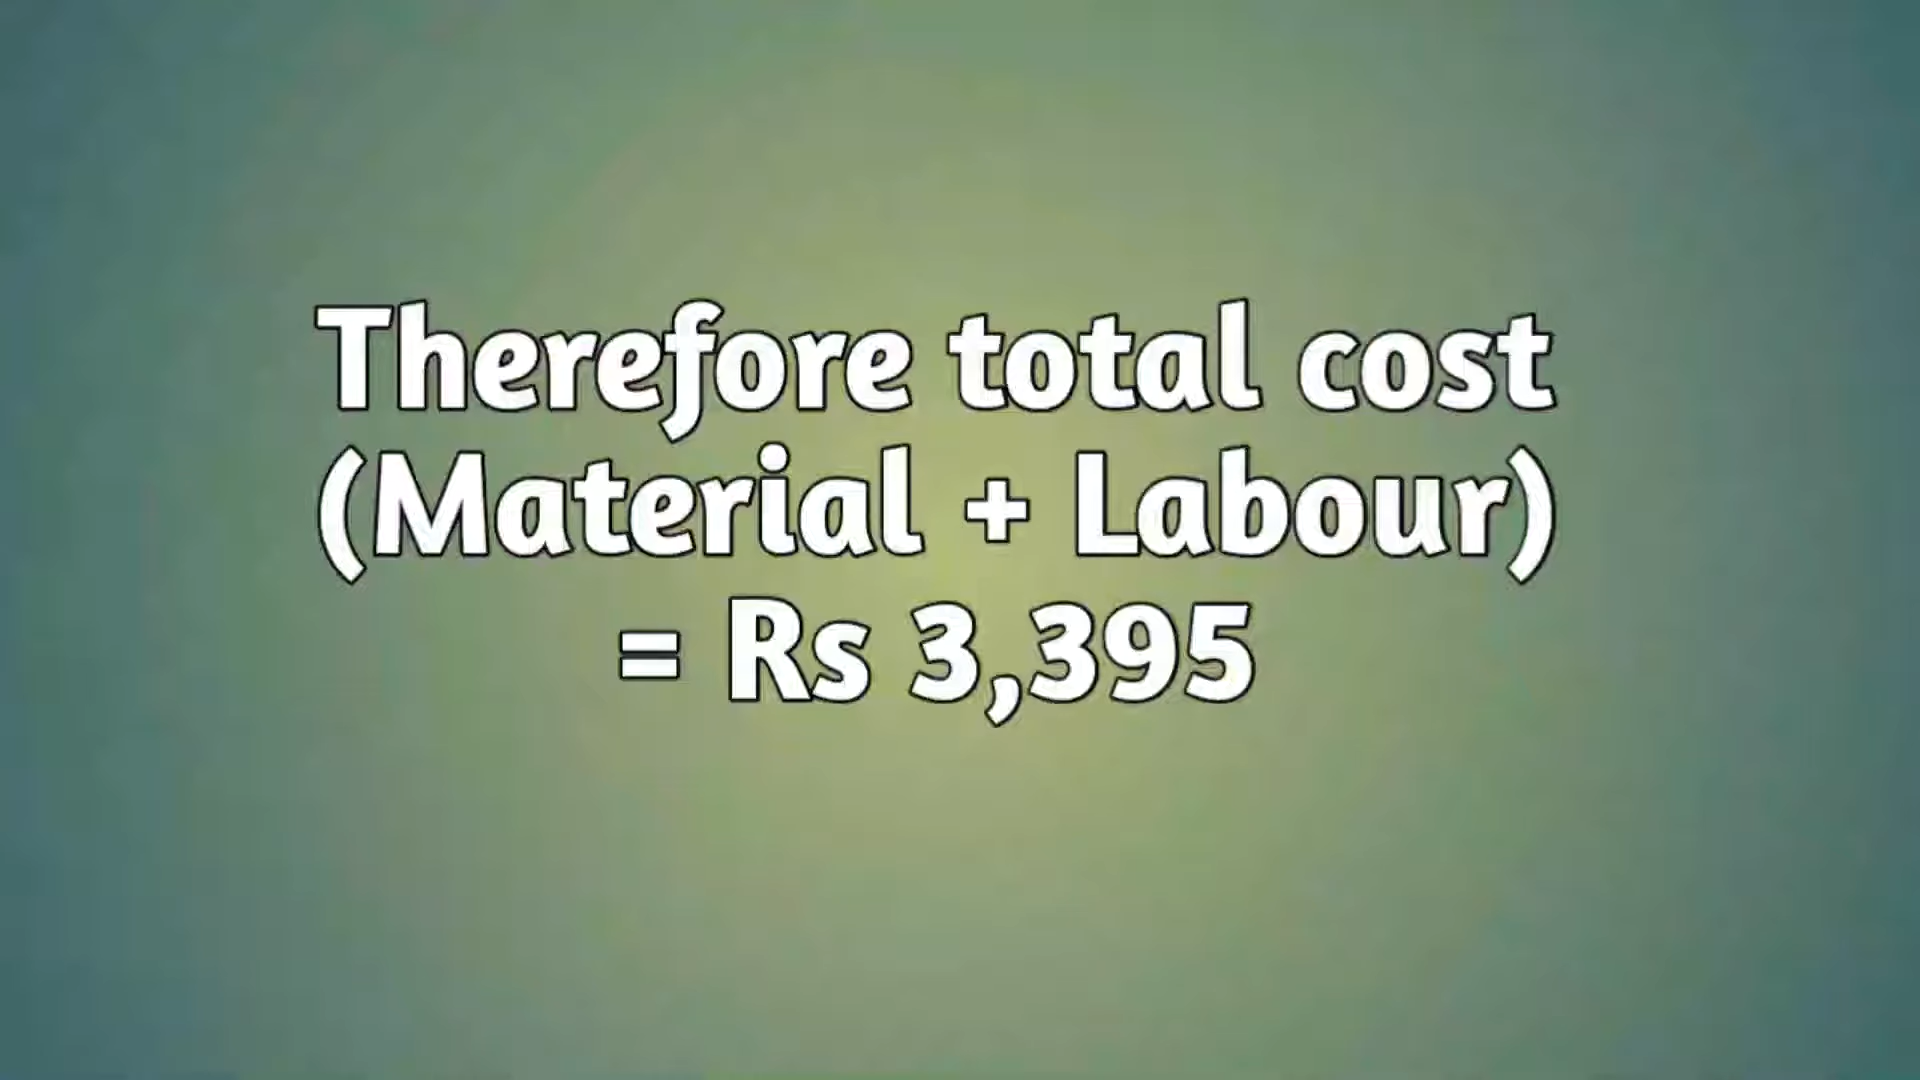 Therefore total cost
(Material + Labour)
= Rs 3,395